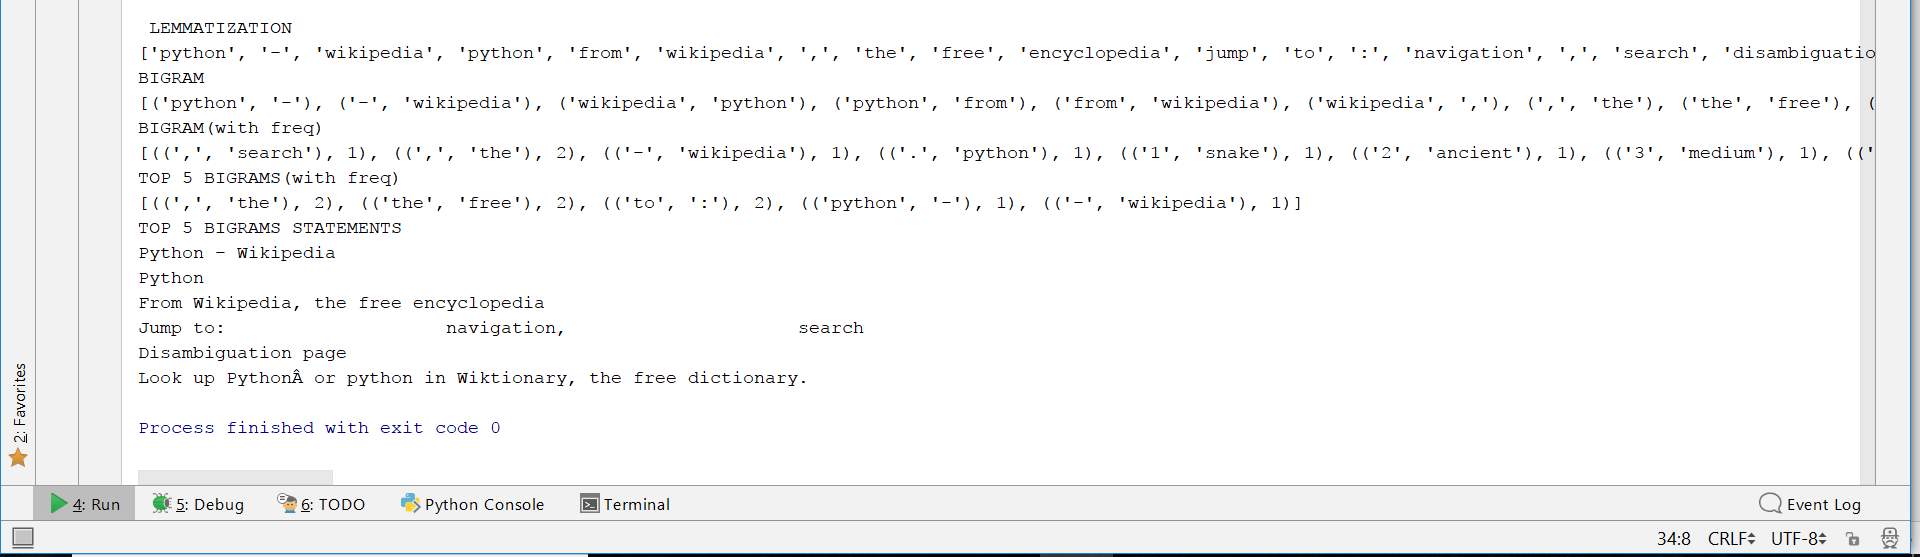 LEMMATIZATION
['python', '-', 'wikipedia', 'python', 'from', 'wikipedia', ',', 'the', 'free', 'encyclopedia', 'jump', 'to', ':', 'navigation', ',', 'search', 'disambiguatio
BIGRAM
[('python', '-'), ('-', 'wikipedia'), ('wikipedia', 'python'), ('python', 'from'), ('from', 'wikipedia'), ('wikipedia', ','), (',', 'the'), ('the', 'free'), (
BIGRAM(with freq)
[((',', 'search'), 1), ((',', 'the'), 2), (('-', 'wikipedia'), 1), (('.', 'python'), 1), (('1', 'snake'), 1), (('2', 'ancient'), 1), (('3', 'medium'), 1), (('
TOP 5 BIGRAMS(with freq)
[((',', 'the'), 2), (('the', 'free'), 2), (('to', ':'), 2), (('python', '-'), 1), (('-', 'wikipedia'), 1)]
TOP 5 BIGRAMS STATEMENTS
Python - Wikipedia
Python
From Wikipedia, the free encyclopedia
Jump to: navigation, search
Disambiguation page
Look up PythonÂ or python in Wiktionary, the free dictionary.
Process finished with exit code 0
2: Favorites
4: Run 5: Debug 6: TODO Python Console Terminal Event Log
34:8 CRLF UTF-8